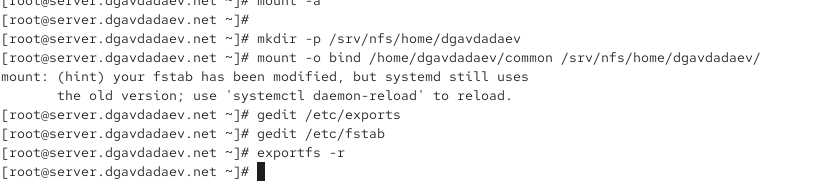 [root@server.dgavdadaev.net ~]# mount -a
[root@server.dgavdadaev.net ~]#
[root@server.dgavdadaev.net ~]# mkdir -p /srv/nfs/home/dgavdadaev
[root@server.dgavdadaev.net ~]# mount -o bind /home/dgavdadaev/common /srv/nfs/home/dgavdadaev/
mount: (hint) your fstab has been modified, but systemd still uses
       the old version; use `systemctl daemon-reload' to reload.
[root@server.dgavdadaev.net ~]# gedit /etc/exports
[root@server.dgavdadaev.net ~]# gedit /etc/fstab
[root@server.dgavdadaev.net ~]# exportfs -r
[root@server.dgavdadaev.net ~]#